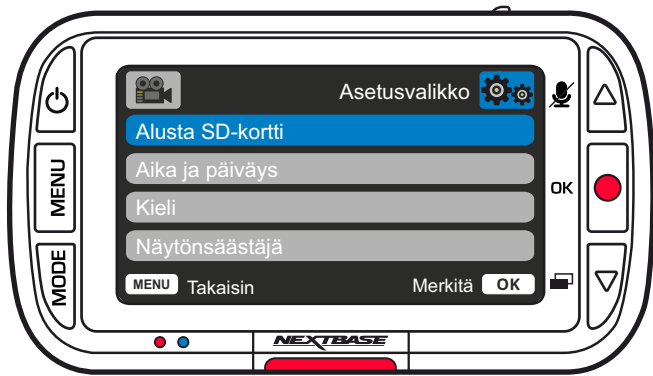 Asetusvalikko
Alusta SD-kortti
MENU
Aika ja päiväys
OK
Kieli
MODE
Näytönsäästäjä
MENU Takaisin Merkitä OK
NEXTBASE